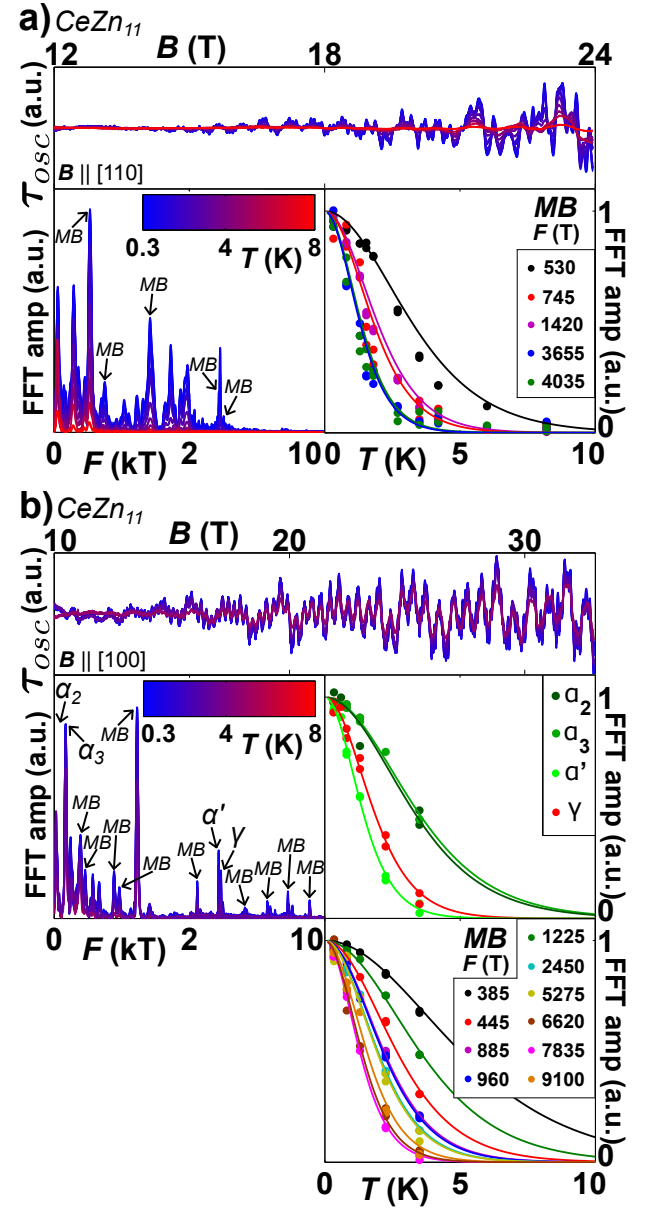 a) CeZn₁₁
B (T)
12 18 24
τosc (a.u.)
B || [110]
FFT amp (a.u.)
MB
MB
MB
MB
MB
0.3 4 8
T (K)
0 2 10
F (kT)
MB
F (T)
530
745
1420
3655
4035
1
0
FFT amp (a.u.)
0 5 10
T (K)
b) CeZn₁₁
B (T)
10 20 30
τosc (a.u.)
B || [100]
FFT amp (a.u.)
α₂
α₃
MB
MB
MB
MB
MB
α'
γ
MB
MB
MB
MB
MB
0.3 4 8
T (K)
0 2 10
F (kT)
α₂
α₃
α'
γ
1
0
FFT amp (a.u.)
MB
F (T)
385
445
885
960
1225
2450
5275
6620
7835
9100
1
0
FFT amp (a.u.)
0 5 10
T (K)